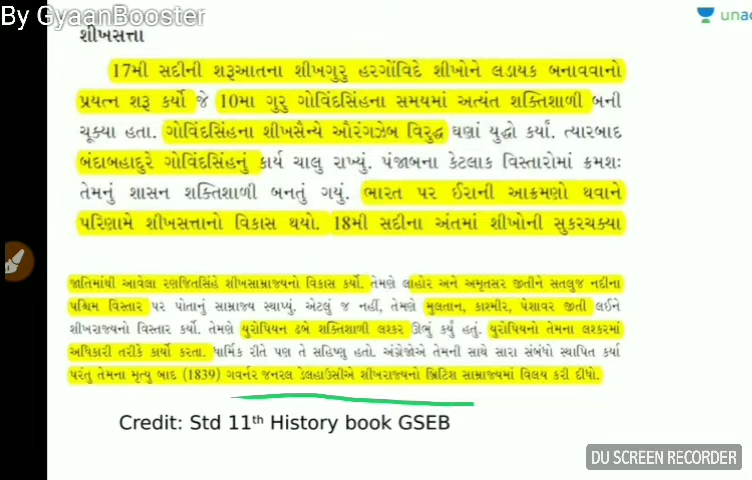 By GyaanBooster
una
શીખસત્તા
17મી સદીની શરૂઆતના શીખગુરુ હરગોવિંદે શીખોને લડાયક બનાવવાનો
પ્રયત્ન શરૂ કર્યો જે 10મા ગુરુ ગોવિંદસિંહના સમયમાં અત્યંત શક્તિશાળી બની
ચૂક્યા હતા. ગોવિંદસિંહના શીખસૈન્યે ઔરંગઝેબ વિરુદ્ધ ઘણાં યુદ્ધો કર્યાં. ત્યારબાદ
બંદાબહાદુરે ગોવિંદસિંહનું કાર્ય ચાલુ રાખ્યું. પંજાબના કેટલાક વિસ્તારોમાં ક્રમશઃ
તેમનું શાસન શક્તિશાળી બનતું ગયું. ભારત પર ઈરાની આક્રમણો થવાને
પરિણામે શીખસત્તાનો વિકાસ થયો. 18મી સદીના અંતમાં શીખોની સુકરચક્યા
જાતિમાંથી આવેલા રણજિતસિંહે શીખસામ્રાજ્યનો વિકાસ કર્યો. તેમણે લાહોર અને અમૃતસર જીતીને સતલુજ નદીના
પશ્ચિમ વિસ્તાર પર પોતાનું સામ્રાજ્ય સ્થાપ્યું. એટલું જ નહીં, તેમણે મુલતાન, કાશ્મીર, પેશાવર જીતી લઈને
શીખરાજ્યનો વિસ્તાર કર્યો. તેમણે યુરોપિયન ઢબે શક્તિશાળી લશ્કર ઊભું કર્યું હતું. યુરોપિયનો તેમના લશ્કરમાં
અધિકારી તરીકે કાર્યો કરતા. ધાર્મિક રીતે પણ તે સહિષ્ણુ હતો. અંગ્રેજોએ તેમની સાથે સારા સંબંધો સ્થાપિત કર્યા
પરંતુ તેમના મૃત્યુ બાદ (1839) ગવર્નર જનરલ ડેલહાઉસીએ શીખરાજ્યનો બ્રિટિશ સામ્રાજ્યમાં વિલય કરી દીધો.
Credit: Std 11th History book GSEB
DU SCREEN RECORDER